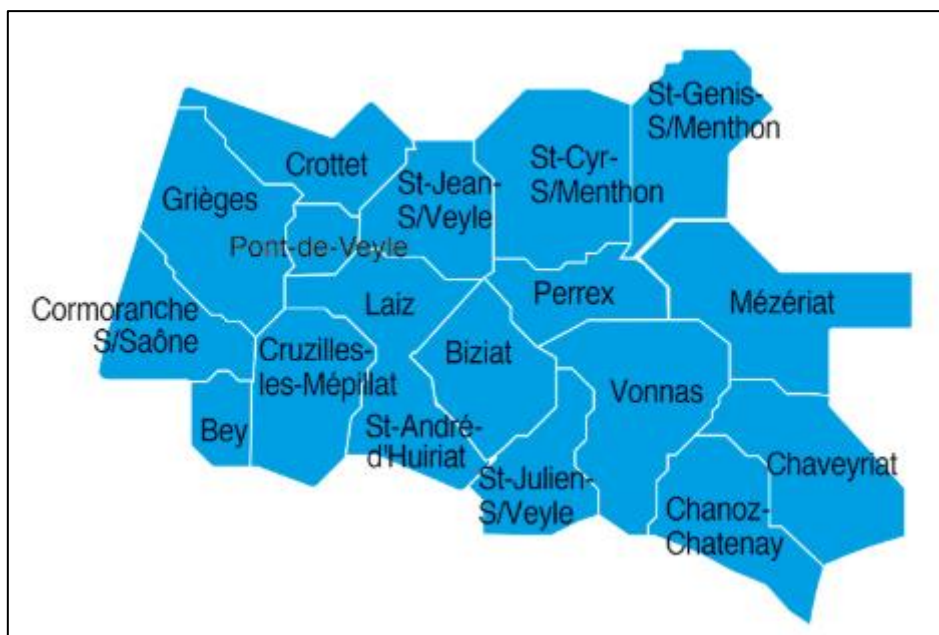 St-Genis-
S/Menthon
Crottet
St-Cyr-
S/Menthon
St-Jean-
S/Veyle
Grièges
Pont-de-Veyle
Cormoranche
S/Saône
Laiz
Perrex
Mézériat
Cruzilles-
les-Mépillat
Biziat
Vonnas
Bey
St-André-
d'Huiriat
St-Julien-
S/Veyle
Chaveyriat
Chanoz-
Chatenay